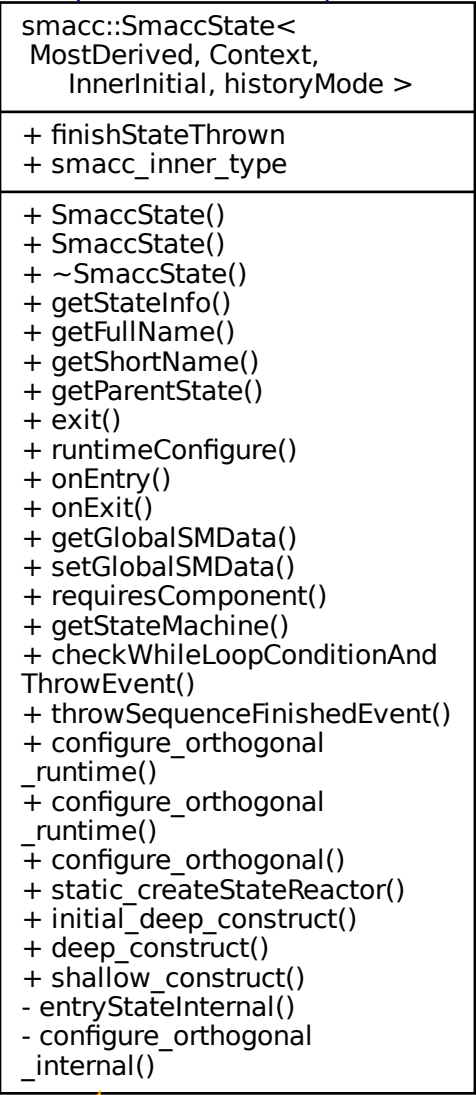 smacc::SmaccState<
MostDerived, Context,
InnerInitial, historyMode >
+ finishStateThrown
+ smacc_inner_type
+ SmaccState()
+ SmaccState()
+ ~SmaccState()
+ getStateInfo()
+ getFullName()
+ getShortName()
+ getParentState()
+ exit()
+ runtimeConfigure()
+ onEntry()
+ onExit()
+ getGlobalSMData()
+ setGlobalSMData()
+ requiresComponent()
+ getStateMachine()
+ checkWhileLoopConditionAnd
ThrowEvent()
+ throwSequenceFinishedEvent()
+ configure_orthogonal
_runtime()
+ configure_orthogonal
_runtime()
+ configure_orthogonal()
+ static_createStateReactor()
+ initial_deep_construct()
+ deep_construct()
+ shallow_construct()
- entryStateInternal()
- configure_orthogonal
_internal()